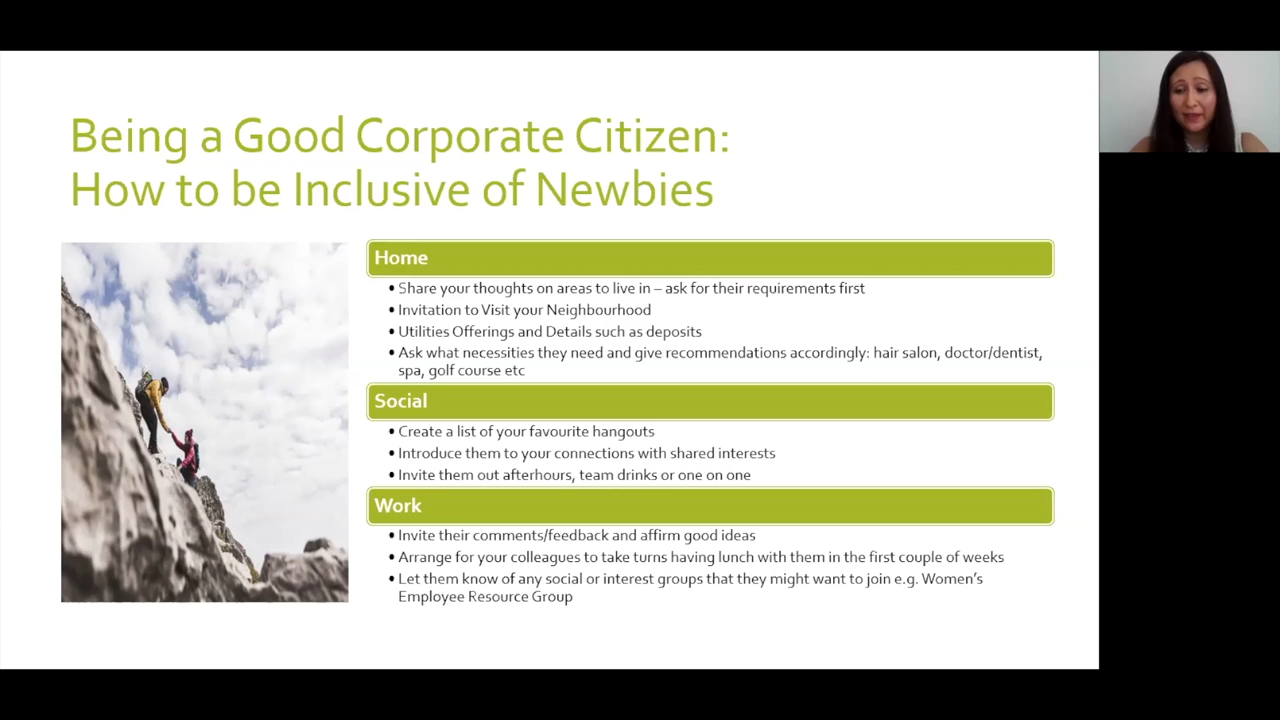 Being a Good Corporate Citizen:
How to be Inclusive of Newbies
Home
• Share your thoughts on areas to live in – ask for their requirements first
• Invitation to Visit your Neighbourhood
• Utilities Offerings and Details such as deposits
• Ask what necessities they need and give recommendations accordingly: hair salon, doctor/dentist,
spa, golf course etc
Social
• Create a list of your favourite hangouts
• Introduce them to your connections with shared interests
• Invite them out afterhours, team drinks or one on one
Work
• Invite their comments/feedback and affirm good ideas
• Arrange for your colleagues to take turns having lunch with them in the first couple of weeks
• Let them know of any social or interest groups that they might want to join e.g. Women’s
Employee Resource Group